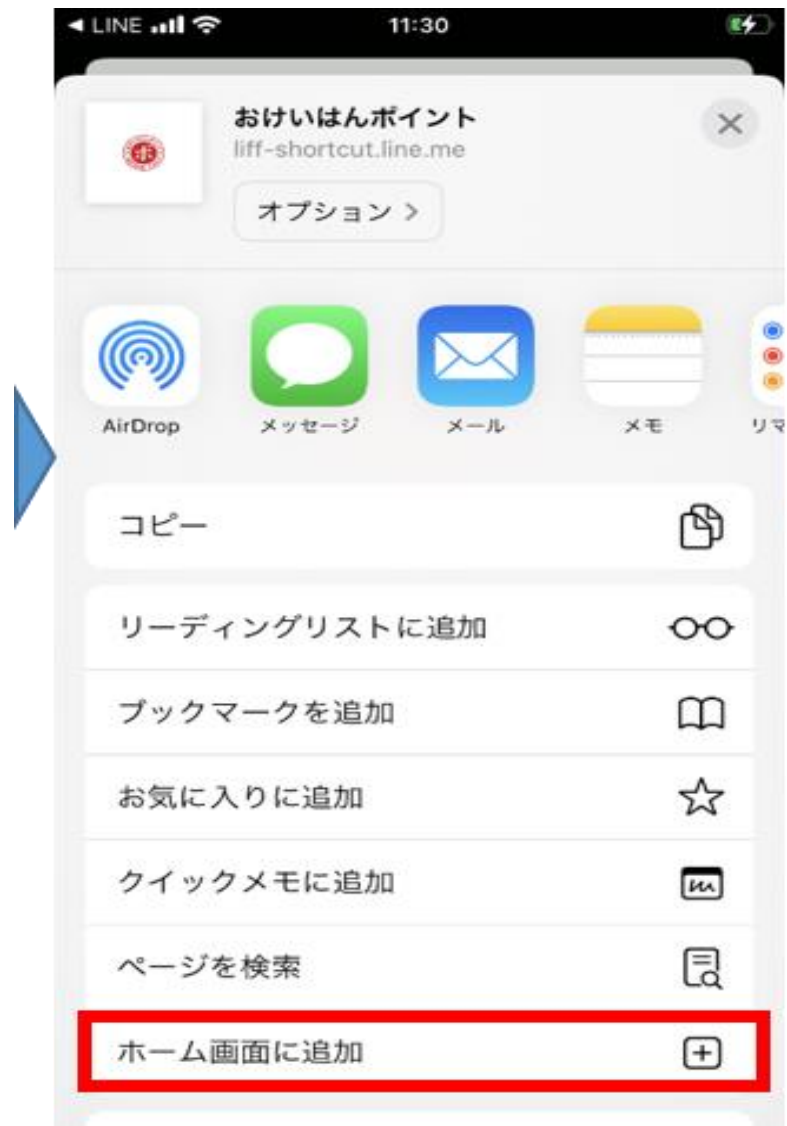 LINE
11:30
おけいはんポイント
liff-shortcut.line.me
オプション
AirDrop
メッセージ
メール
メモ
リマ
コピー
リーディングリストに追加
ブックマークを追加
お気に入りに追加
クイックメモに追加
ページを検索
ホーム画面に追加